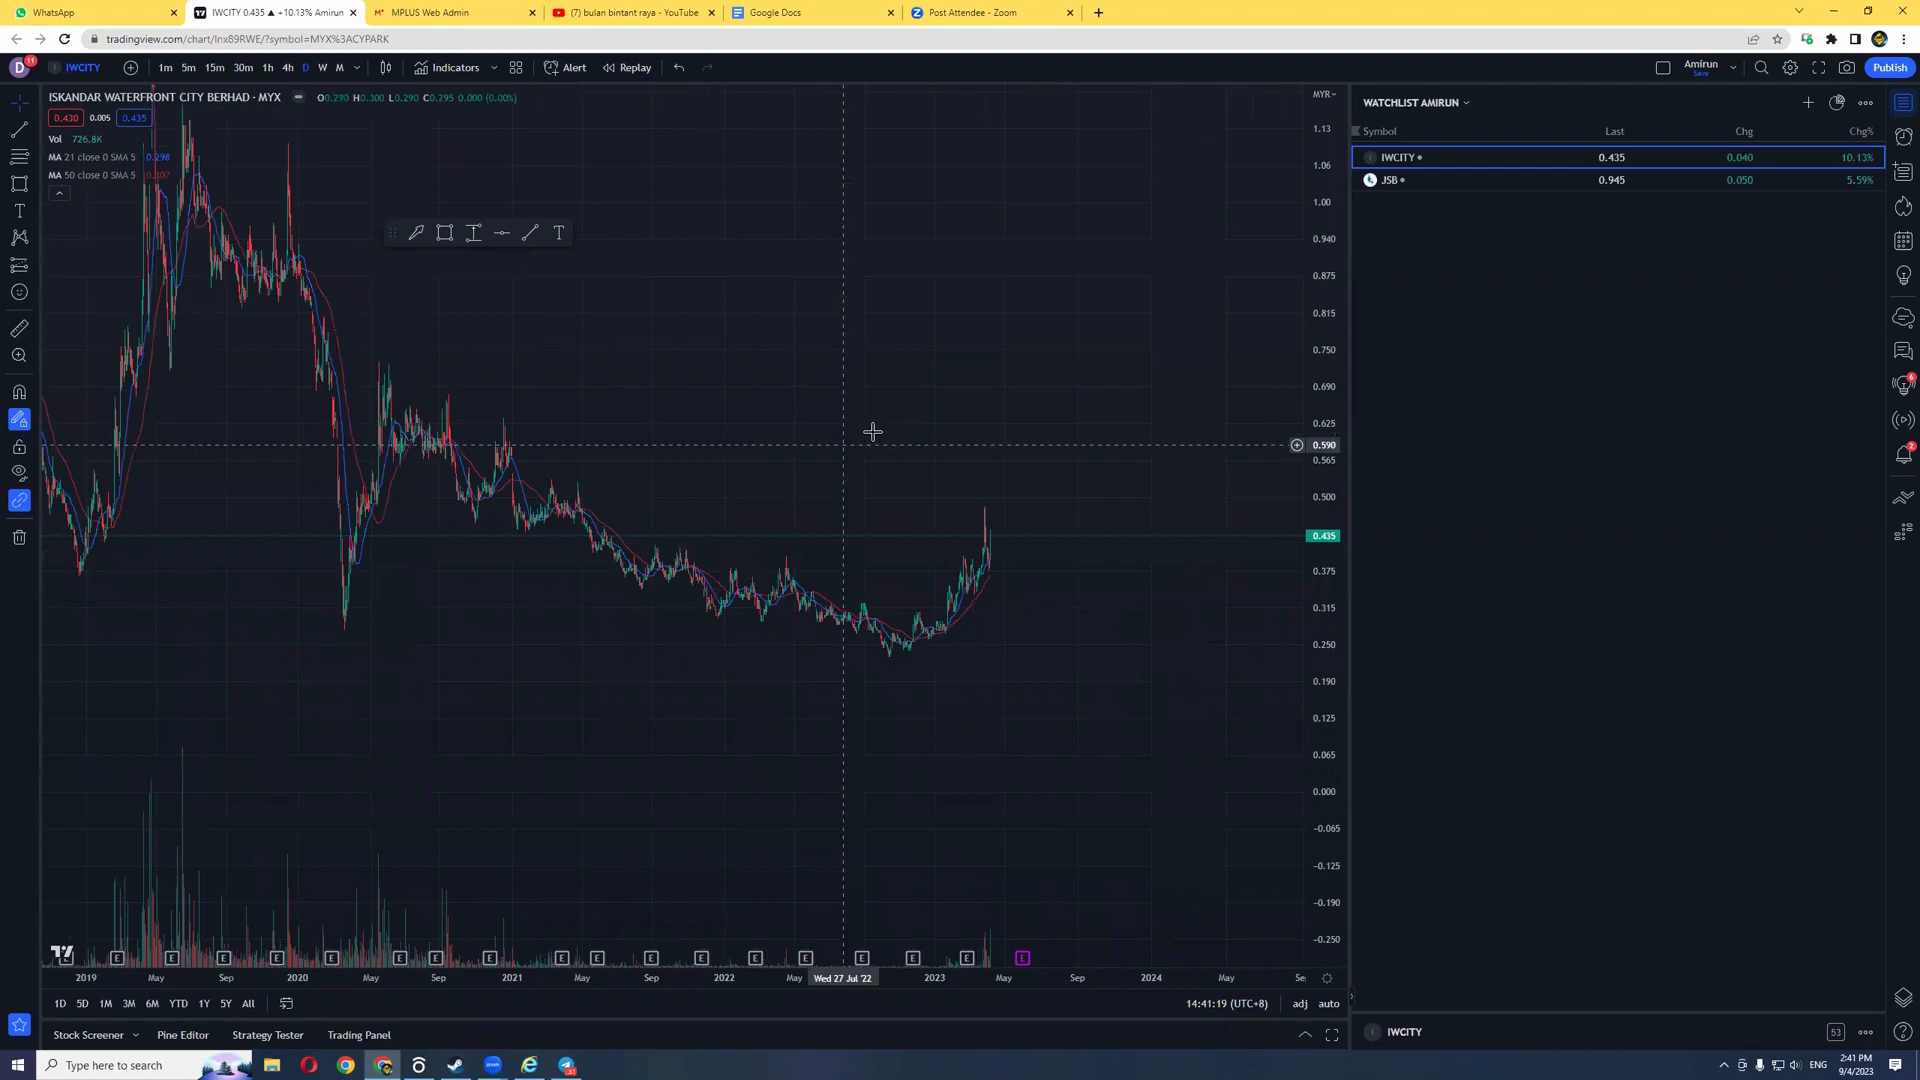 WhatsApp
IWCITY 0.435 ▲ +10.13% Amirun
MPLUS Web Admin
(7) bulan bintant raya - YouTube
Google Docs
Post Attendee - Zoom
tradingview.com/chart/Inx89RWE/?symbol=MYX%3ACYPARK
D 11 IWCITY 1m 5m 15m 30m 1h 4h D W M Indicators Alert Replay Amirun Save Publish
ISKANDAR WATERFRONT CITY BERHAD · MYX O0.290 H0.300 L0.290 C0.295 0.000 (0.00%)
0.430 0.005 0.435
Vol 726.8K
MA 21 close 0 SMA 5 0.298
MA 50 close 0 SMA 5 0.307
MYR
1.13
1.06
1.00
0.940
0.875
0.815
0.750
0.690
0.625
0.590
0.565
0.500
0.435
0.375
0.315
0.250
0.190
0.125
0.065
0.000
−0.065
−0.125
−0.190
−0.250
T
T
WATCHLIST AMIRUN
Symbol Last Chg Chg%
IWCITY 0.435 0.040 10.13%
JSB 0.945 0.050 5.59%
6
2
E E E E E E E E E E E E E E E E E E
2019 May Sep 2020 May Sep 2021 May Sep 2022 May Wed 27 Jul '22 2023 May Sep 2024 May Se
1D 5D 1M 3M 6M YTD 1Y 5Y All 14:41:19 (UTC+8) adj auto
Stock Screener Pine Editor Strategy Tester Trading Panel
IWCITY 53
Type here to search
zoom
ENG
2:41 PM
9/4/2023